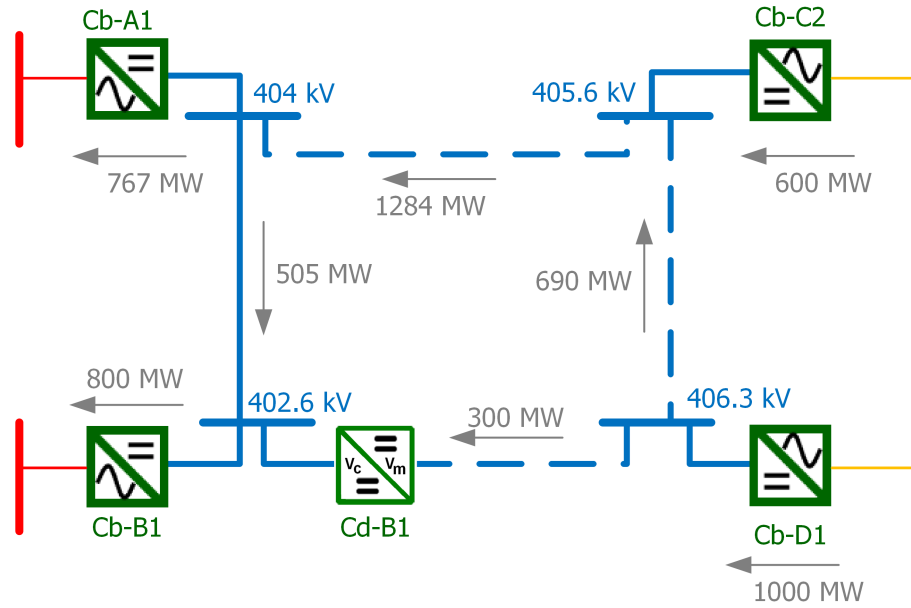 Cb-A1
Cb-C2
404 kV
405.6 kV
767 MW
1284 MW
600 MW
505 MW
690 MW
800 MW
402.6 kV
300 MW
406.3 kV
Vc Vm
Cb-B1
Cd-B1
Cb-D1
1000 MW